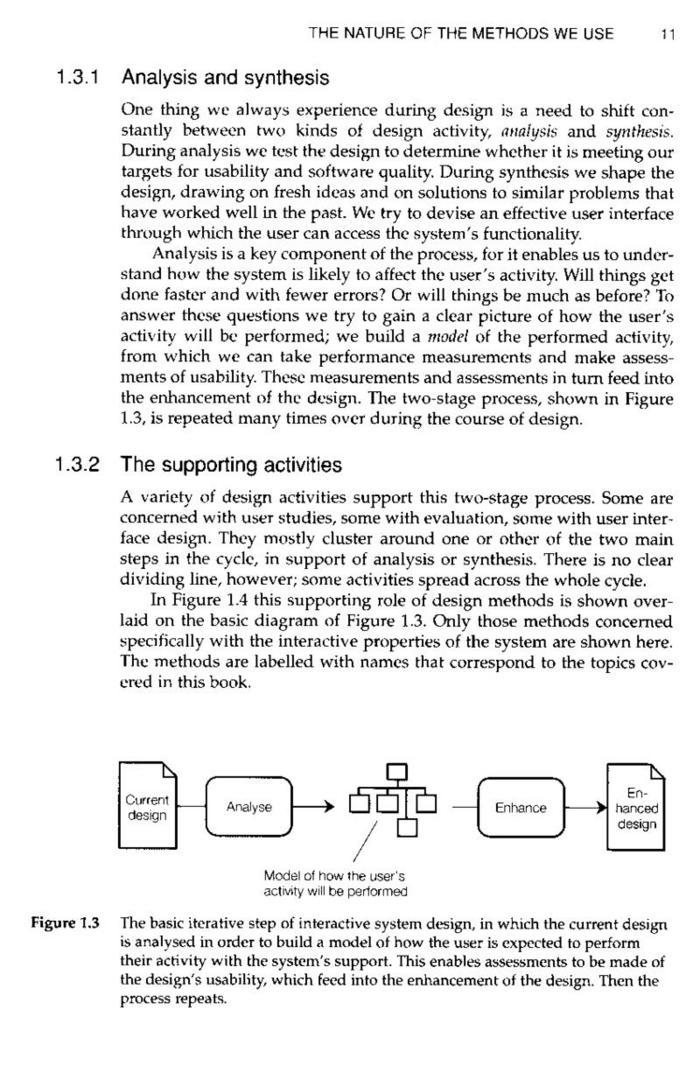 THE NATURE OF THE METHODS WE USE 11
1.3.1 Analysis and synthesis
One thing we always experience during design is a need to shift con-
stantly between two kinds of design activity, analysis and synthesis.
During analysis we test the design to determine whether it is meeting our
targets for usability and software quality. During synthesis we shape the
design, drawing on fresh ideas and on solutions to similar problems that
have worked well in the past. We try to devise an effective user interface
through which the user can access the system's functionality.
Analysis is a key component of the process, for it enables us to under-
stand how the system is likely to affect the user's activity. Will things get
done faster and with fewer errors? Or will things be much as before? To
answer these questions we try to gain a clear picture of how the user's
activity will be performed; we build a model of the performed activity,
from which we can take performance measurements and make assess-
ments of usability. These measurements and assessments in turn feed into
the enhancement of the design. The two-stage process, shown in Figure
1.3, is repeated many times over during the course of design.
1.3.2 The supporting activities
A variety of design activities support this two-stage process. Some are
concerned with user studies, some with evaluation, some with user inter-
face design. They mostly cluster around one or other of the two main
steps in the cycle, in support of analysis or synthesis. There is no clear
dividing line, however; some activities spread across the whole cycle.
In Figure 1.4 this supporting role of design methods is shown over-
laid on the basic diagram of Figure 1.3. Only those methods concerned
specifically with the interactive properties of the system are shown here.
The methods are labelled with names that correspond to the topics cov-
ered in this book.
Current
design
Analyse
Enhance
En-
hanced
design
Model of how the user's
activity will be performed
Figure 1.3 The basic iterative step of interactive system design, in which the current design
is analysed in order to build a model of how the user is expected to perform
their activity with the system's support. This enables assessments to be made of
the design's usability, which feed into the enhancement of the design. Then the
process repeats.